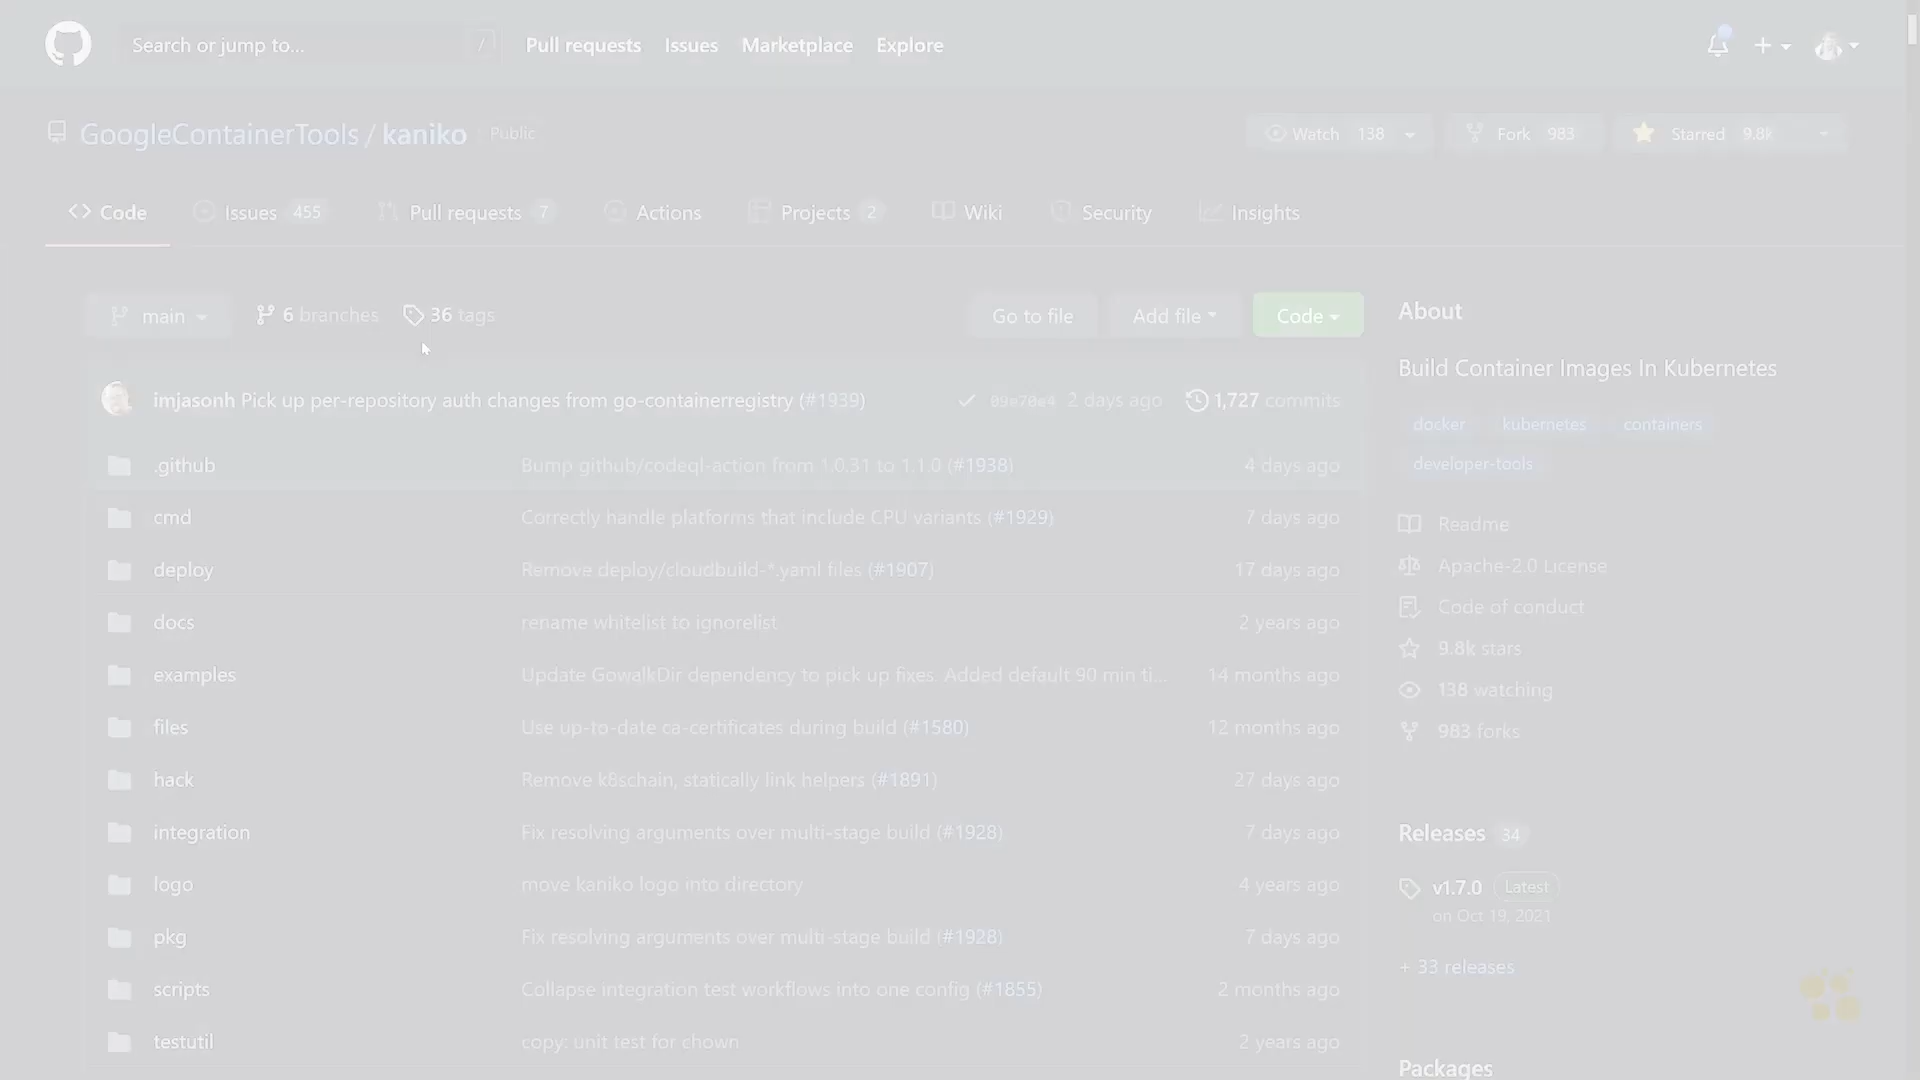 Search or jump to... / Pull requests Issues Marketplace Explore
GoogleContainerTools / kaniko Public Watch 138 Fork 983 Starred 9.8k
Code Issues 455 Pull requests 7 Actions Projects 2 Wiki Security Insights
main 6 branches 36 tags Go to file Add file Code
imjasonh Pick up per-repository auth changes from go-containerregistry (#1939) 09e70e4 2 days ago 1,727 commits
.github Bump github/codeql-action from 1.0.31 to 1.1.0 (#1938) 4 days ago
cmd Correctly handle platforms that include CPU variants (#1929) 7 days ago
deploy Remove deploy/cloudbuild-*.yaml files (#1907) 17 days ago
docs rename whitelist to ignorelist 2 years ago
examples Update GowalkDir dependency to pick up fixes. Added default 90 min ti... 14 months ago
files Use up-to-date ca-certificates during build (#1580) 12 months ago
hack Remove k8schain, statically link helpers (#1891) 27 days ago
integration Fix resolving arguments over multi-stage build (#1928) 7 days ago
logo move kaniko logo into directory 4 years ago
pkg Fix resolving arguments over multi-stage build (#1928) 7 days ago
scripts Collapse integration test workflows into one config (#1855) 2 months ago
testutil copy: unit test for chown 2 years ago
About
Build Container Images In Kubernetes
docker kubernetes containers
developer-tools
Readme
Apache-2.0 License
Code of conduct
9.8k stars
138 watching
983 forks
Releases 34
v1.7.0 Latest
on Oct 19, 2021
+ 33 releases
Packages